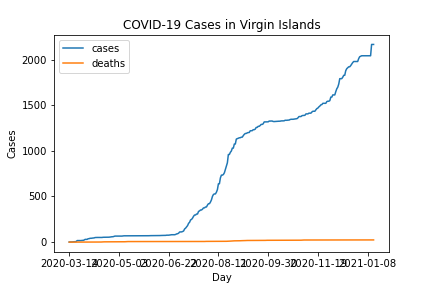 COVID-19 Cases in Virgin Islands
cases
deaths
Cases
2000
1500
1000
500
0
2020-03-14 2020-05-03 2020-06-22 2020-08-11 2020-09-30 2020-11-19 2021-01-08
Day